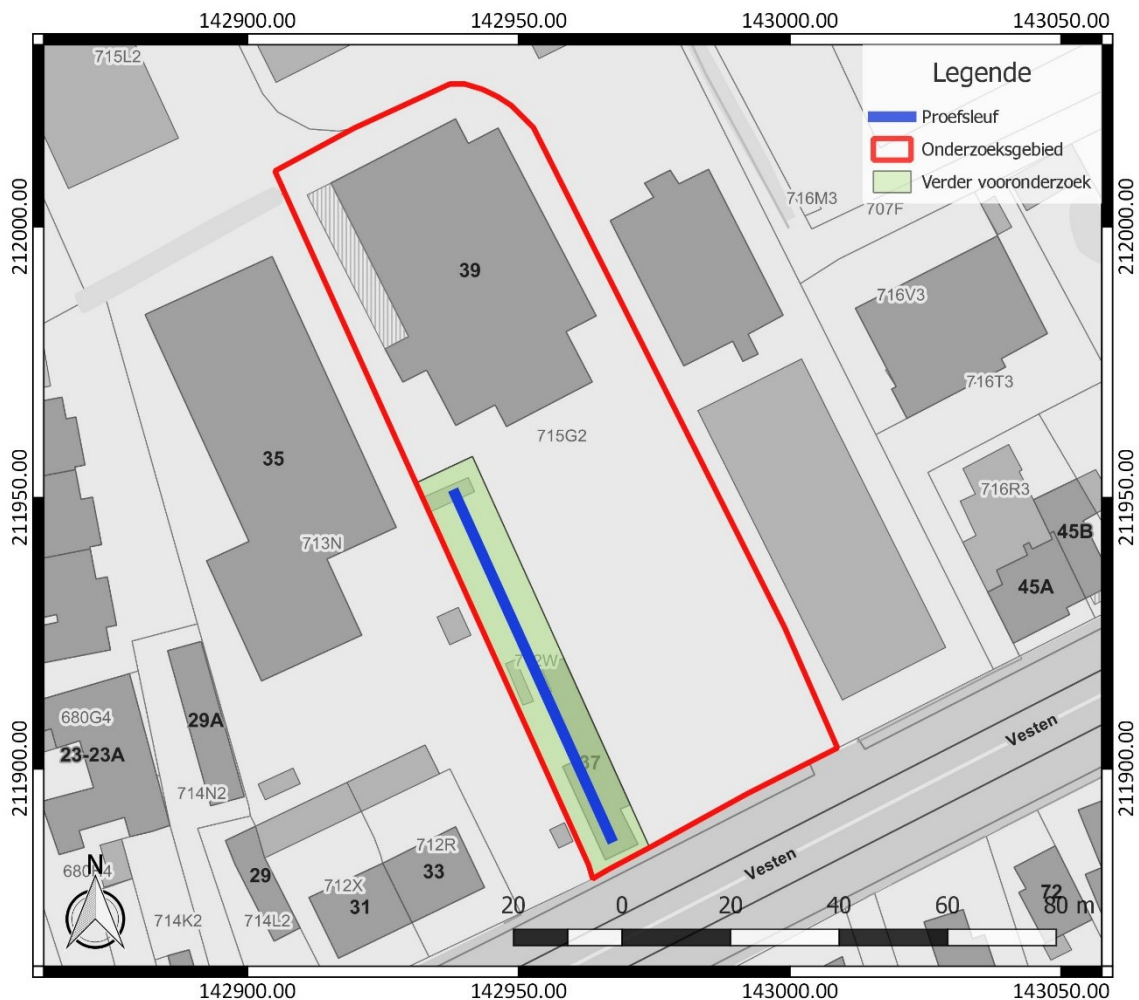 142900.00 142950.00 143000.00 143050.00
715L2
Legende
Proefsleuf
Onderzoeksgebied
Verder vooronderzoek
716M3
707F
212000.00
212000.00
39
716V3
716T3
715G2
35
716R3
211950.00
211950.00
713N
45B
45A
29A
680G4
23-23A
Vesten
37
211900.00
211900.00
714N2
712R
Vesten
33
29
712X
31
72
N
714K2
714L2
20 0 20 40 60 80 m
142900.00 142950.00 143000.00 143050.00